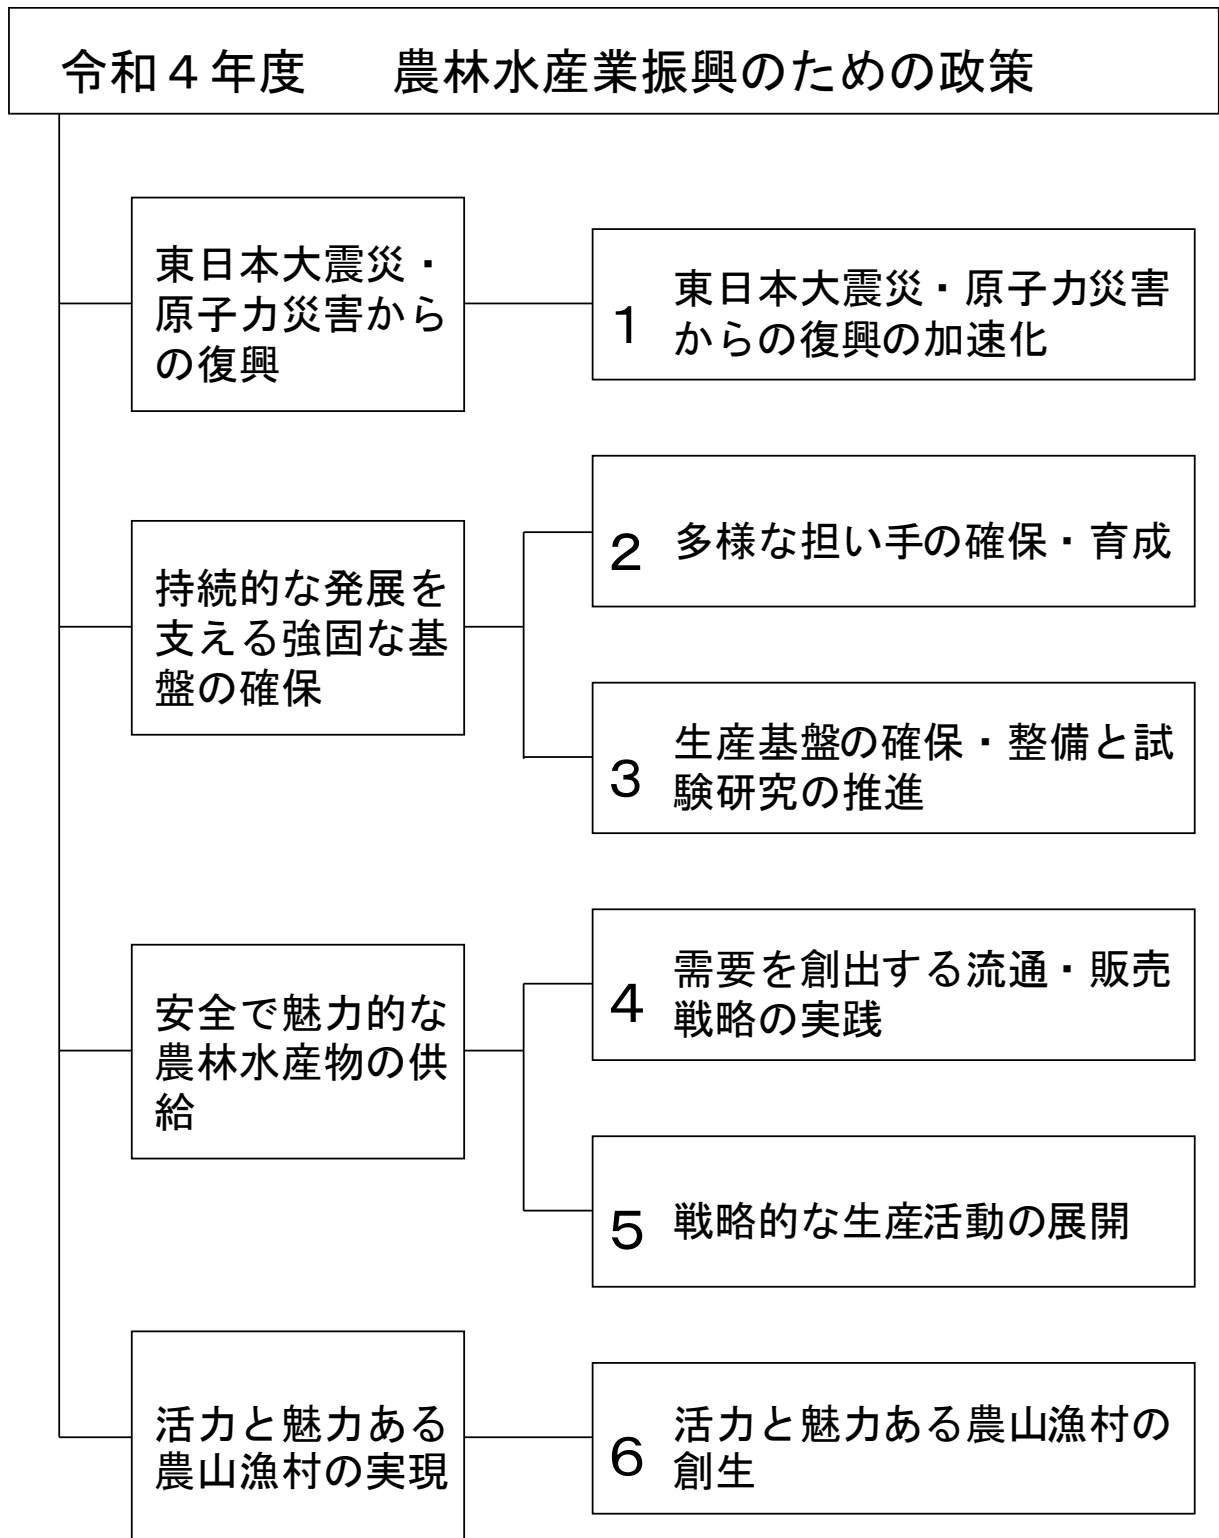 令和４年度　　農林水産業振興のための政策
東日本大震災・
原子力災害から
の復興
1
東日本大震災・原子力災害
からの復興の加速化
持続的な発展を
支える強固な基
盤の確保
2
多様な担い手の確保・育成
3
生産基盤の確保・整備と試
験研究の推進
安全で魅力的な
農林水産物の供
給
4
需要を創出する流通・販売
戦略の実践
5
戦略的な生産活動の展開
活力と魅力ある
農山漁村の実現
6
活力と魅力ある農山漁村の
創生